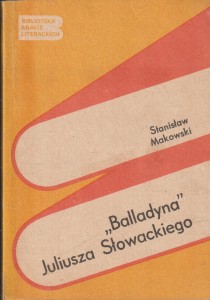 BIBLIOTEKA
ANALIZ
LITERACKICH
Stanisław
Makowski
„Balladyna"
Juliusza Słowackiego